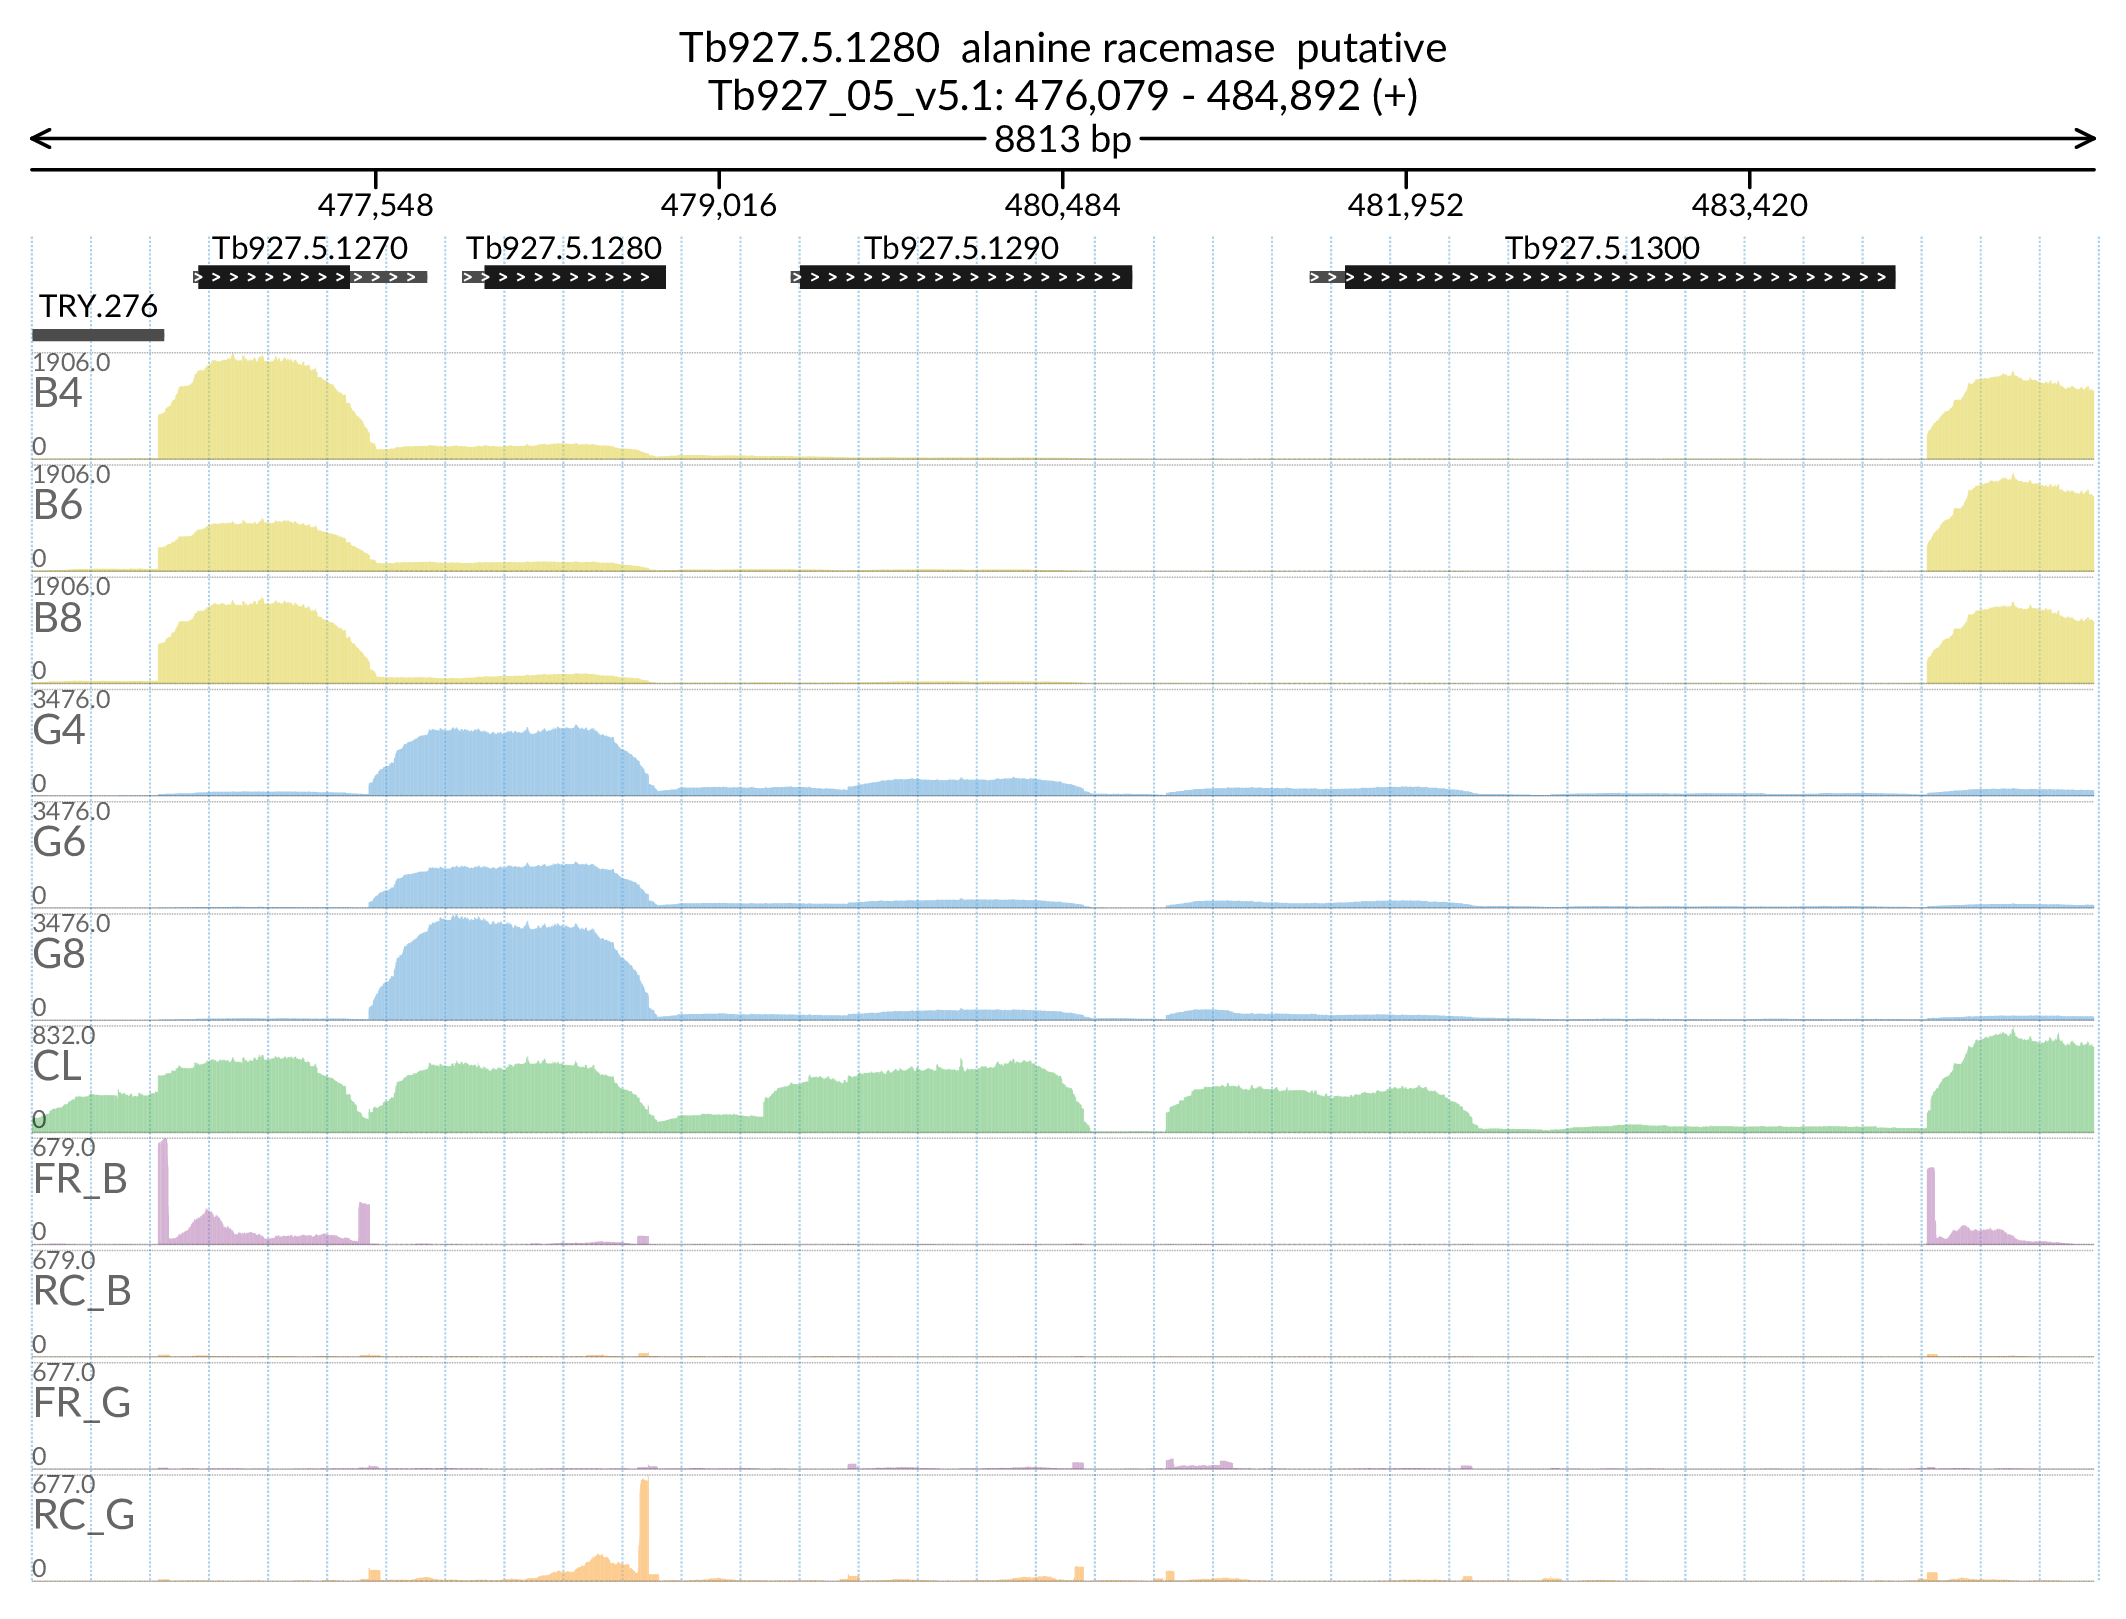 Tb927.5.1280 alanine racemase putative
Tb927_05_v5.1: 476,079 - 484,892 (+)
8813 bp
477,548 479,016 480,484 481,952 483,420
Tb927.5.1270 Tb927.5.1280 Tb927.5.1290 Tb927.5.1300
TRY.276
1906.0
B4
0
1906.0
B6
0
1906.0
B8
0
3476.0
G4
0
3476.0
G6
0
3476.0
G8
0
832.0
CL
0
679.0
FR_B
0
679.0
RC_B
0
677.0
FR_G
0
677.0
RC_G
0